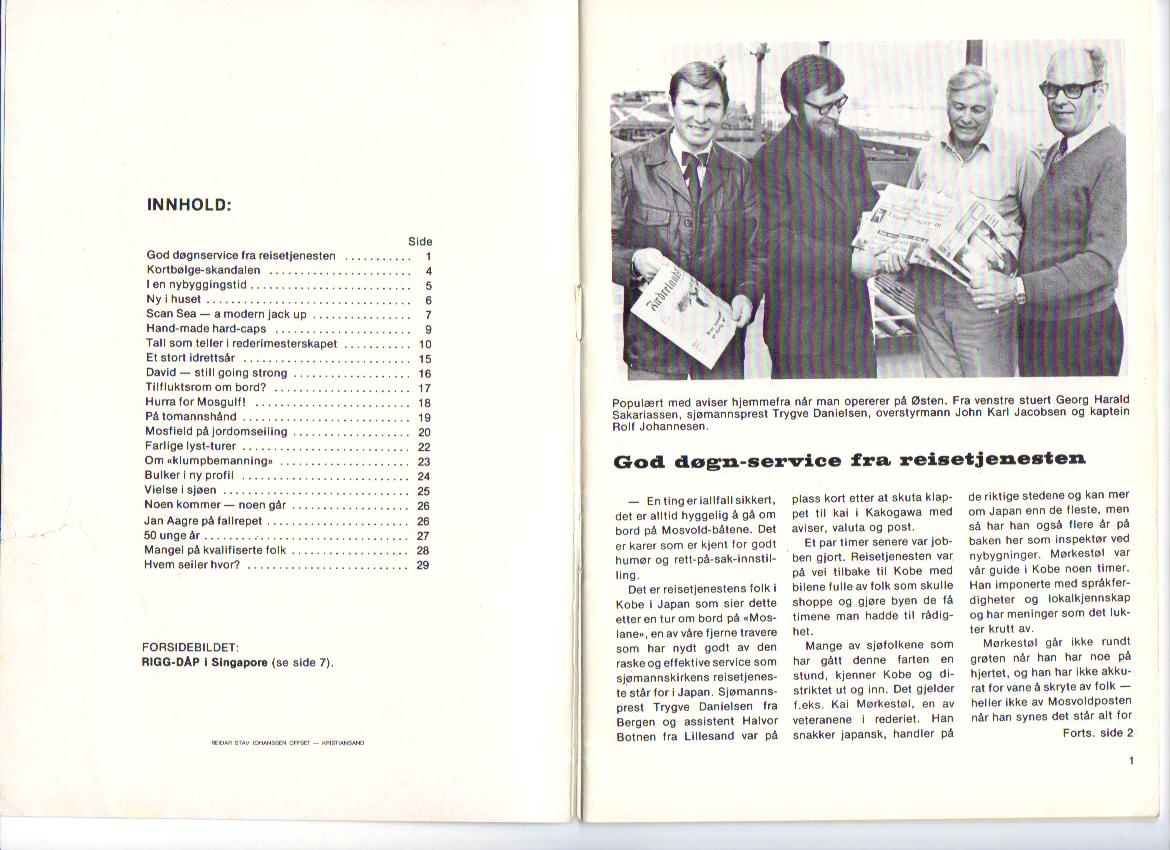 INNHOLD:
Side
God døgnservice fra reisetjenesten ........... 1
Kortbølge-skandalen ........................ 4
I en nybyggingstid ........................... 5
Ny i huset ................................... 6
Scan Sea — a modern jack up ................ 7
Hand-made hard-caps ....................... 9
Tall som teller i rederimesterskapet ........... 10
Et stort idrettsår ............................ 15
David — still going strong .................... 16
Tilfluktsrom om bord? ....................... 17
Hurra for Mosgulf! ........................... 18
På tomannshånd ............................. 19
Mosfield på jordomseiling .................... 20
Farlige lyst-turer ............................ 22
Om «klumpbemanning» ...................... 23
Bulker i ny profil ............................. 24
Vielse i sjøen ................................ 25
Noen kommer — noen går .................... 26
Jan Aagre på fallrepet ........................ 26
50 unge år ................................... 27
Mangel på kvalifiserte folk .................... 28
Hvem seiler hvor? ........................... 29
FORSIDEBILDET:
RIGG-DÅP i Singapore (se side 7).
REIDAR STAV JOHANSSEN OFFSET — KRISTIANSAND
Populært med aviser hjemmefra når man opererer på Østen. Fra venstre stuert Georg Harald
Sakariassen, sjømannsprest Trygve Danielsen, overstyrmann John Karl Jacobsen og kaptein
Rolf Johannesen.
God døgn-service fra reisetjenesten
— En ting er iallfall sikkert,
det er alltid hyggelig å gå om
bord på Mosvold-båtene. Det
er karer som er kjent for godt
humør og rett-på-sak-innstil-
ling.
Det er reisetjenestens folk i
Kobe i Japan som sier dette
etter en tur om bord på «Mos-
lane», en av våre fjerne travere
som har nydt godt av den
raske og effektive service som
sjømannskirkens reisetjenes-
te står for i Japan. Sjømanns-
prest Trygve Danielsen fra
Bergen og assistent Halvor
Botnen fra Lillesand var på
plass kort etter at skuta klap-
pet til kai i Kakogawa med
aviser, valuta og post.
Et par timer senere var job-
ben gjort. Reisetjenesten var
på vei tilbake til Kobe med
bilene fulle av folk som skulle
shoppe og gjøre byen de få
timene man hadde til rådig-
het.
Mange av sjøfolkene som
har gått denne farten en
stund, kjenner Kobe og di-
striktet ut og inn. Det gjelder
f.eks. Kai Mørkestøl, en av
veteranene i rederiet. Han
snakker japansk, handler på
de riktige stedene og kan mer
om Japan enn de fleste, men
så har han også flere år på
baken her som inspektør ved
nybygninger. Mørkestøl var
vår guide i Kobe noen timer.
Han imponerte med språkfer-
digheter og lokalkjennskap
og har meninger som det luk-
ter krutt av.
Mørkestøl går ikke rundt
grøten når han har noe på
hjertet, og han har ikke akku-
rat for vane å skryte av folk —
heller ikke av Mosvoldposten
når han synes det står alt for
Forts. side 2
1